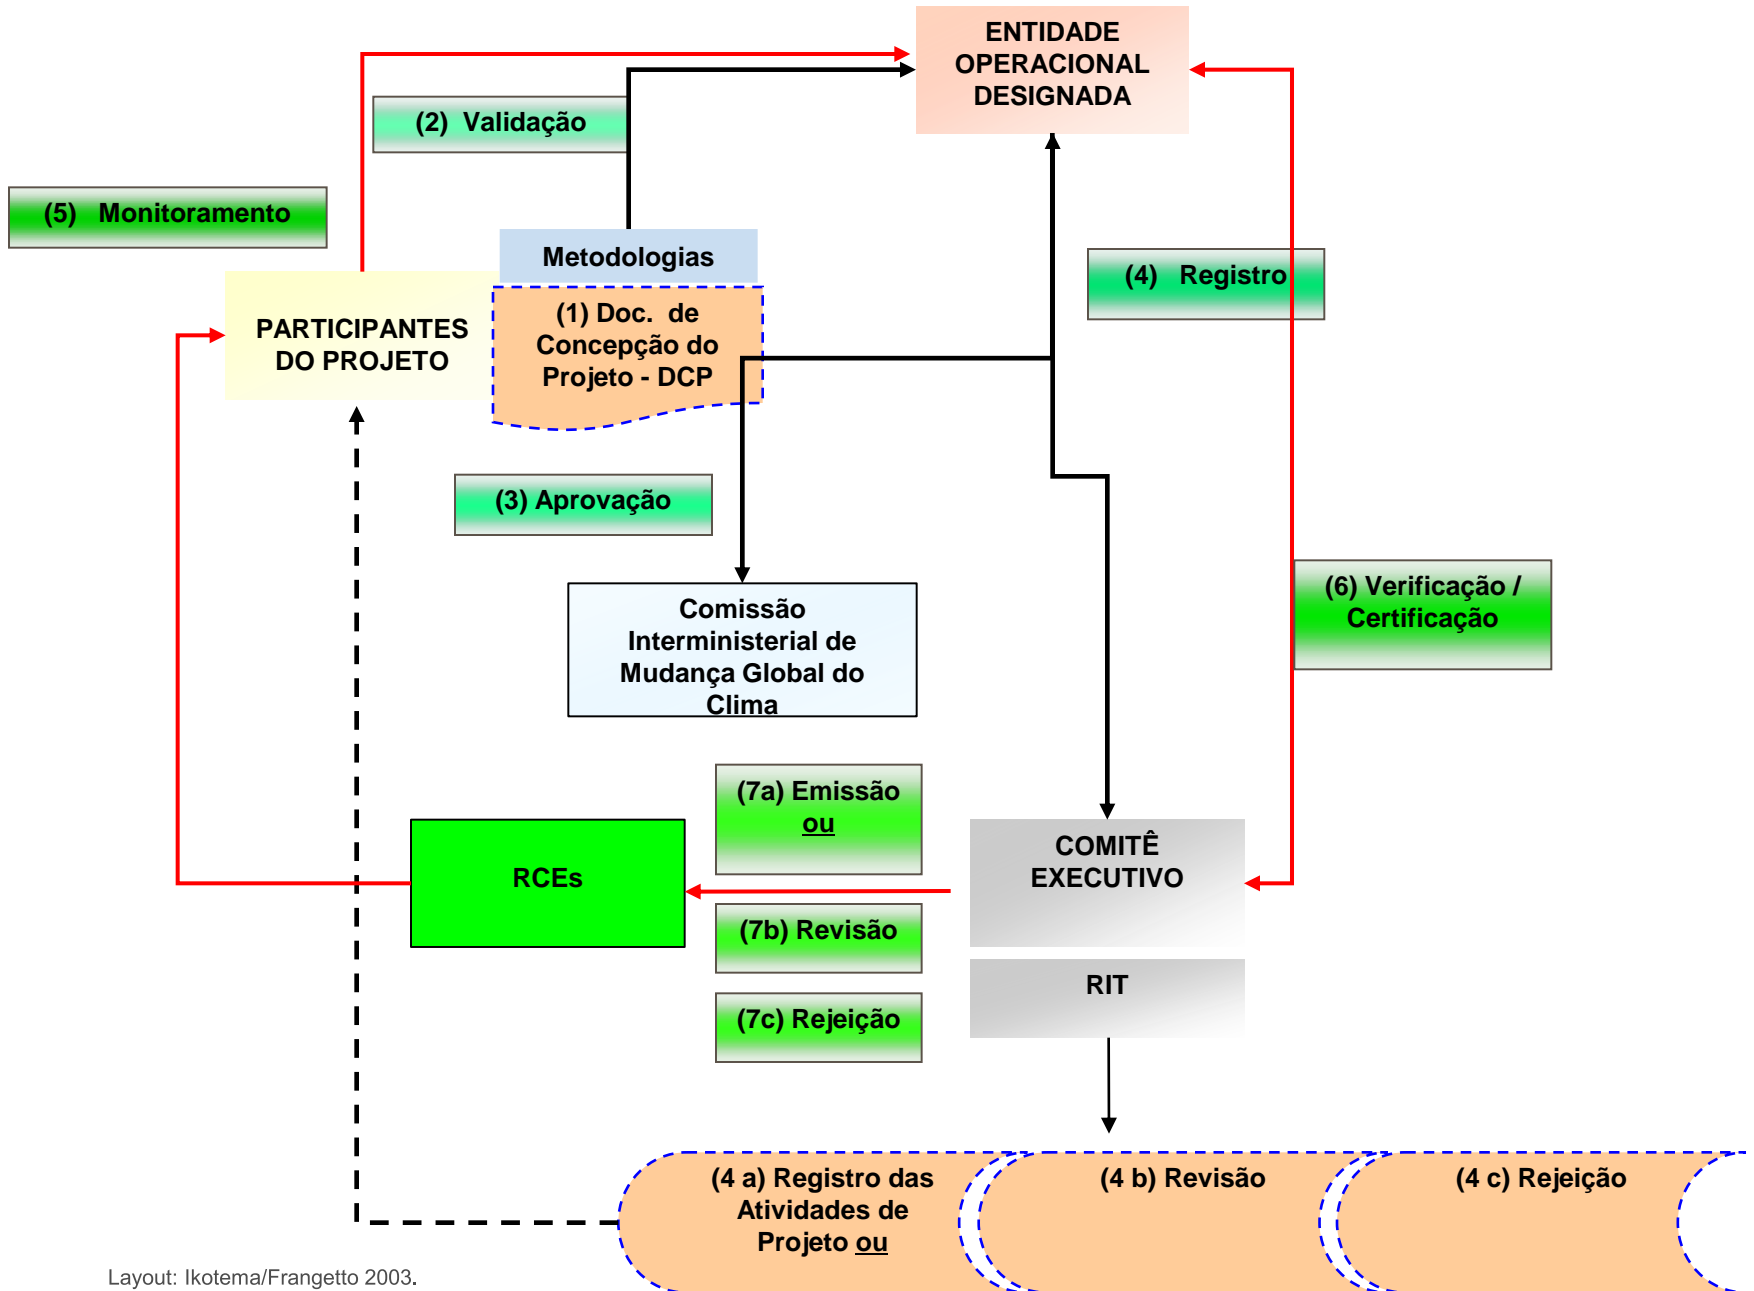 ENTIDADE
OPERACIONAL
DESIGNADA
(2) Validação
(5) Monitoramento
Metodologias
(4) Registro
PARTICIPANTES
DO PROJETO
(1) Doc. de
Concepção do
Projeto - DCP
(3) Aprovação
(6) Verificação /
Certificação
Comissão
Interministerial de
Mudança Global do
Clima
(7a) Emissão
ou
COMITÊ
EXECUTIVO
RCEs
(7b) Revisão
RIT
(7c) Rejeição
(4 a) Registro das
Atividades de
Projeto ou
(4 b) Revisão
(4 c) Rejeição
Layout: Ikotema/Frangetto 2003.